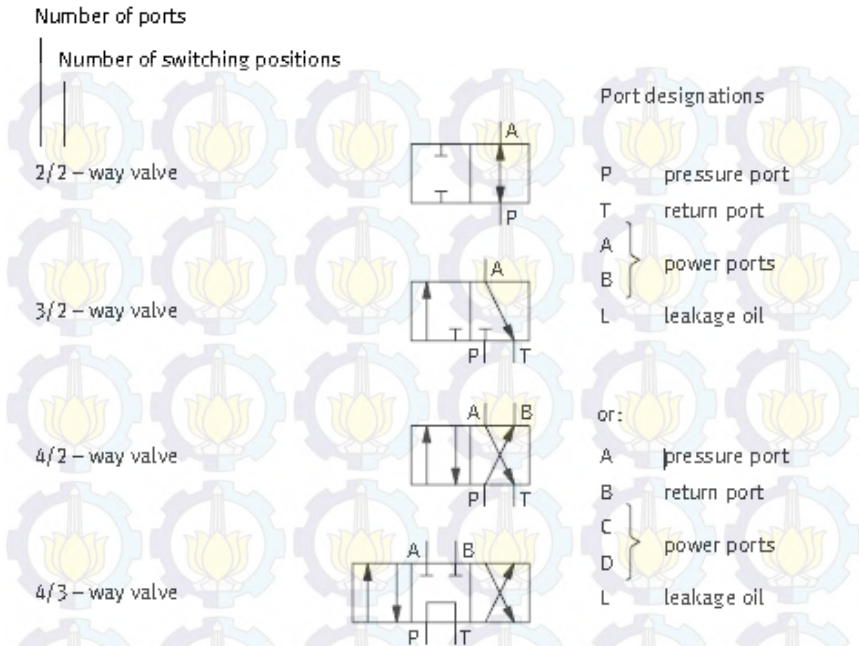 Number of ports
Number of switching positions
Port designations
A
2/2 – way valve
P pressure port
T return port
P
A
B
power ports
A
3/2 – way valve
L leakage oil
P T
A B
or:
4/2 – way valve
A pressure port
B return port
P T
C
D
power ports
A B
4/3 – way valve
L leakage oil
P T